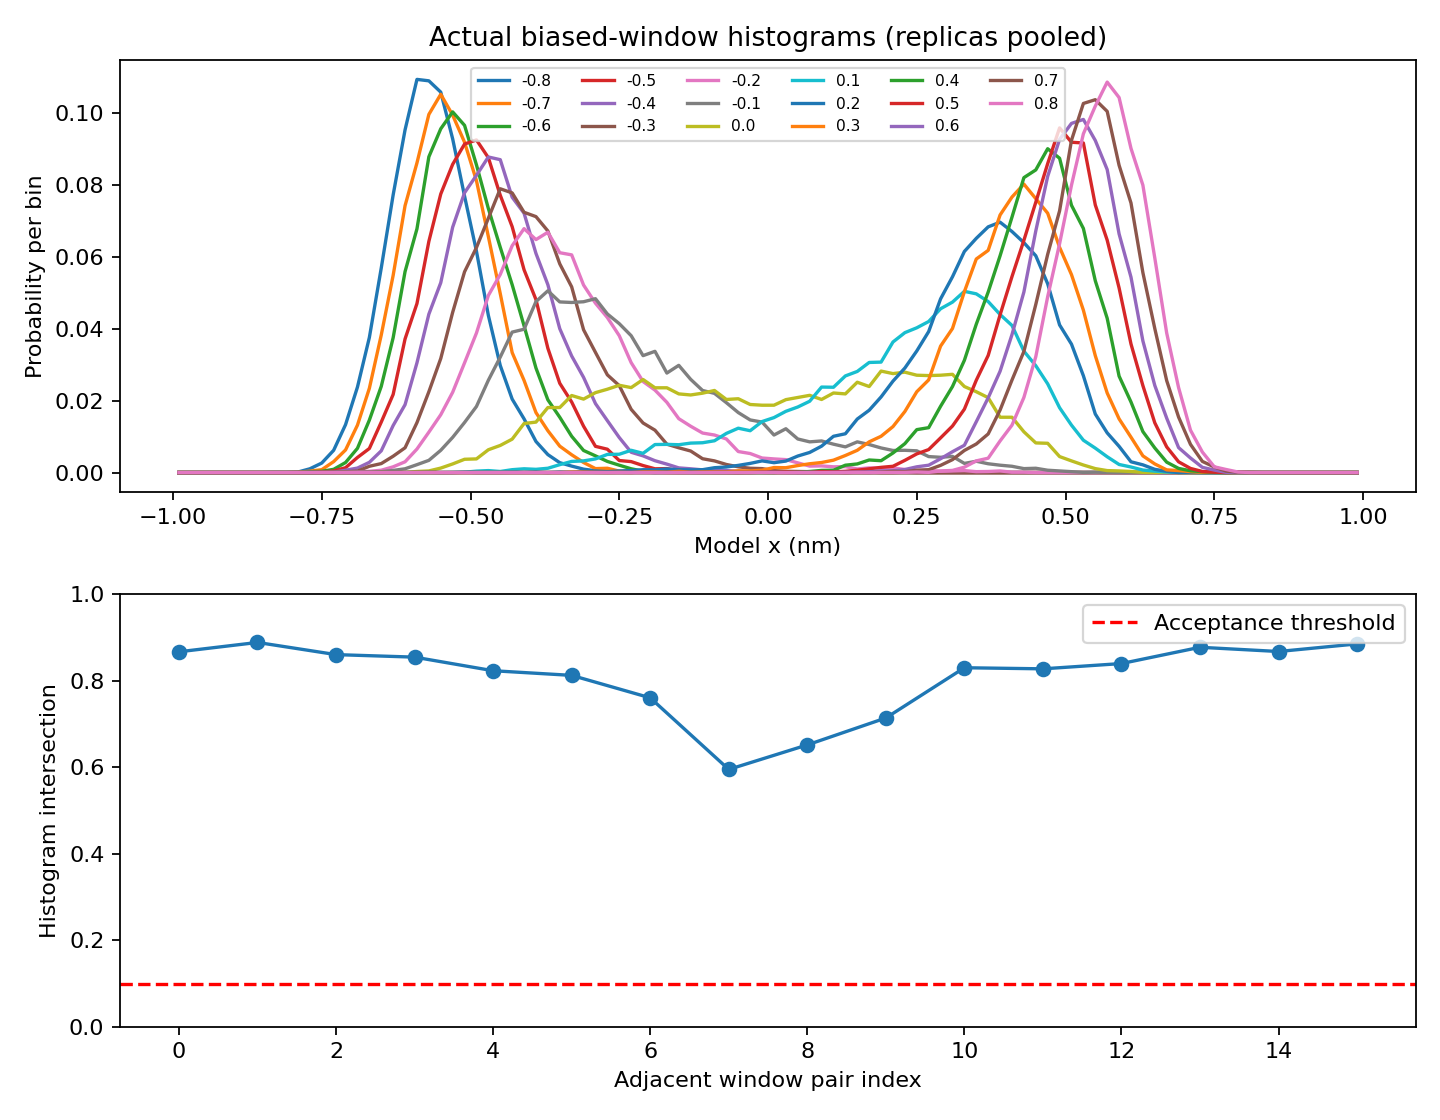 Actual biased-window histograms (replicas pooled)
-0.8 -0.5 -0.2 0.1 0.4 0.7
-0.7 -0.4 -0.1 0.2 0.5 0.8
-0.6 -0.3 0.0 0.3 0.6
0.10
0.08
0.06
0.04
0.02
0.00
Probability per bin
−1.00 −0.75 −0.50 −0.25 0.00 0.25 0.50 0.75 1.00
Model x (nm)
Acceptance threshold
1.0
0.8
0.6
0.4
0.2
0.0
Histogram intersection
0 2 4 6 8 10 12 14
Adjacent window pair index